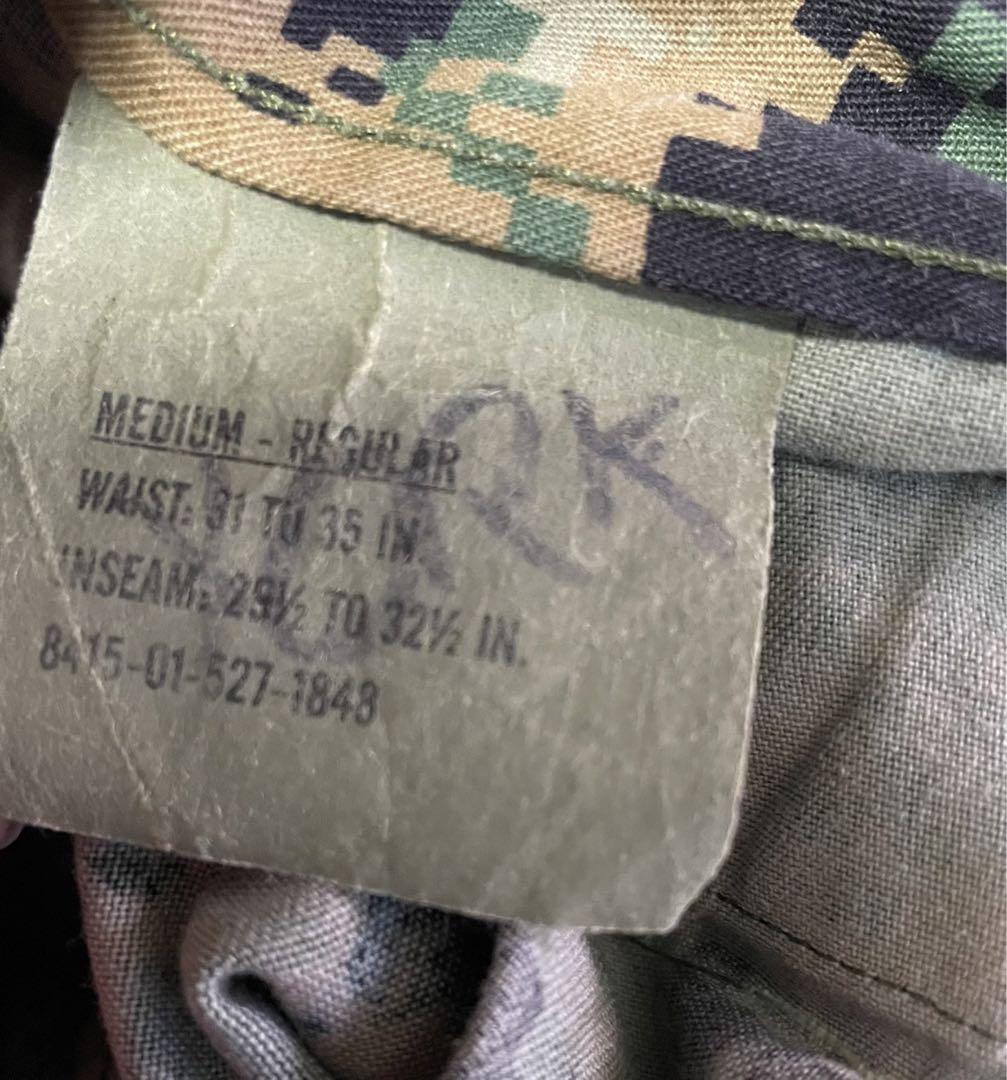 MEDIUM - REGULAR
WAIST: 31 TO 35 IN.
INSEAM: 29½ TO 32½ IN.
8415-01-527-1848